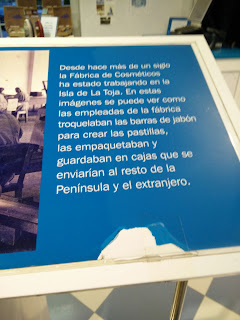 Desde hace más de un siglo
la Fábrica de Cosméticos
ha estado trabajando en la
Isla de La Toja. En estas
imágenes se puede ver como
las empleadas de la fábrica
troquelaban las barras de jabón
para crear las pastillas,
las empaquetaban y
guardaban en cajas que se
enviarían al resto de la
Península y el extranjero.